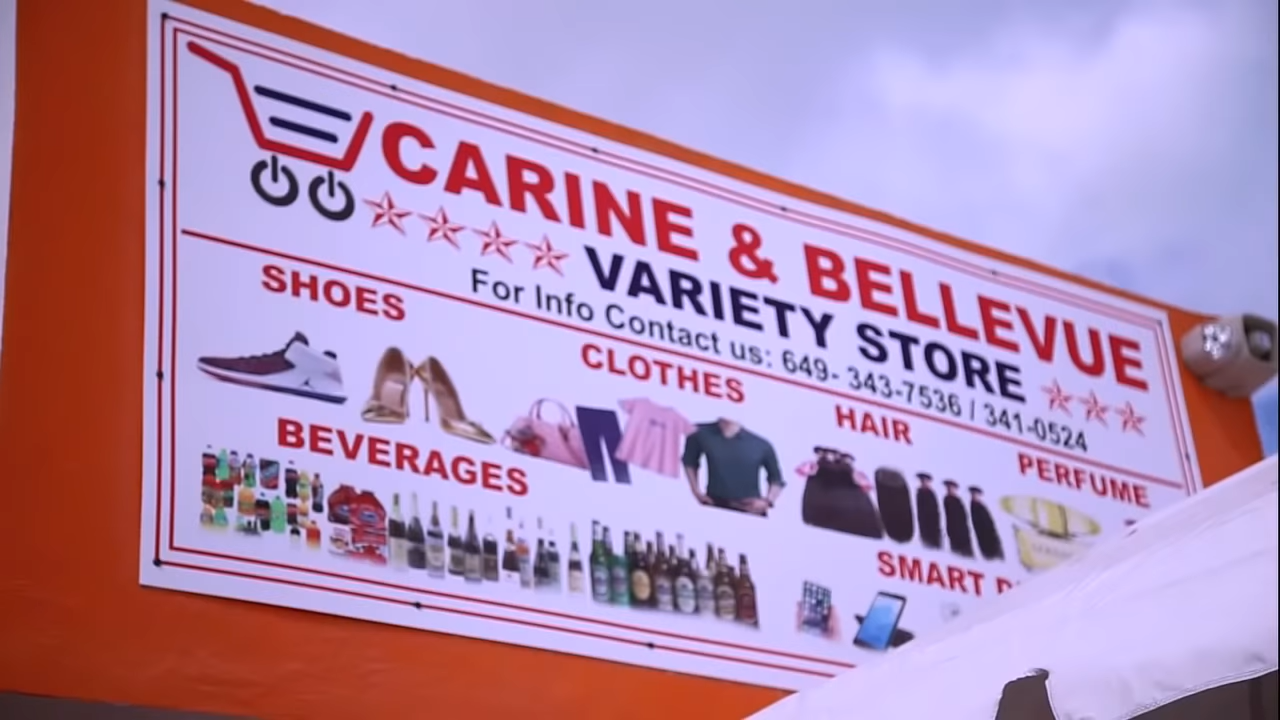 CARINE & BELLEVUE
VARIETY STORE
For Info Contact us: 649- 343-7536 / 341-0524
SHOES
CLOTHES
HAIR
PERFUME
BEVERAGES
SMART